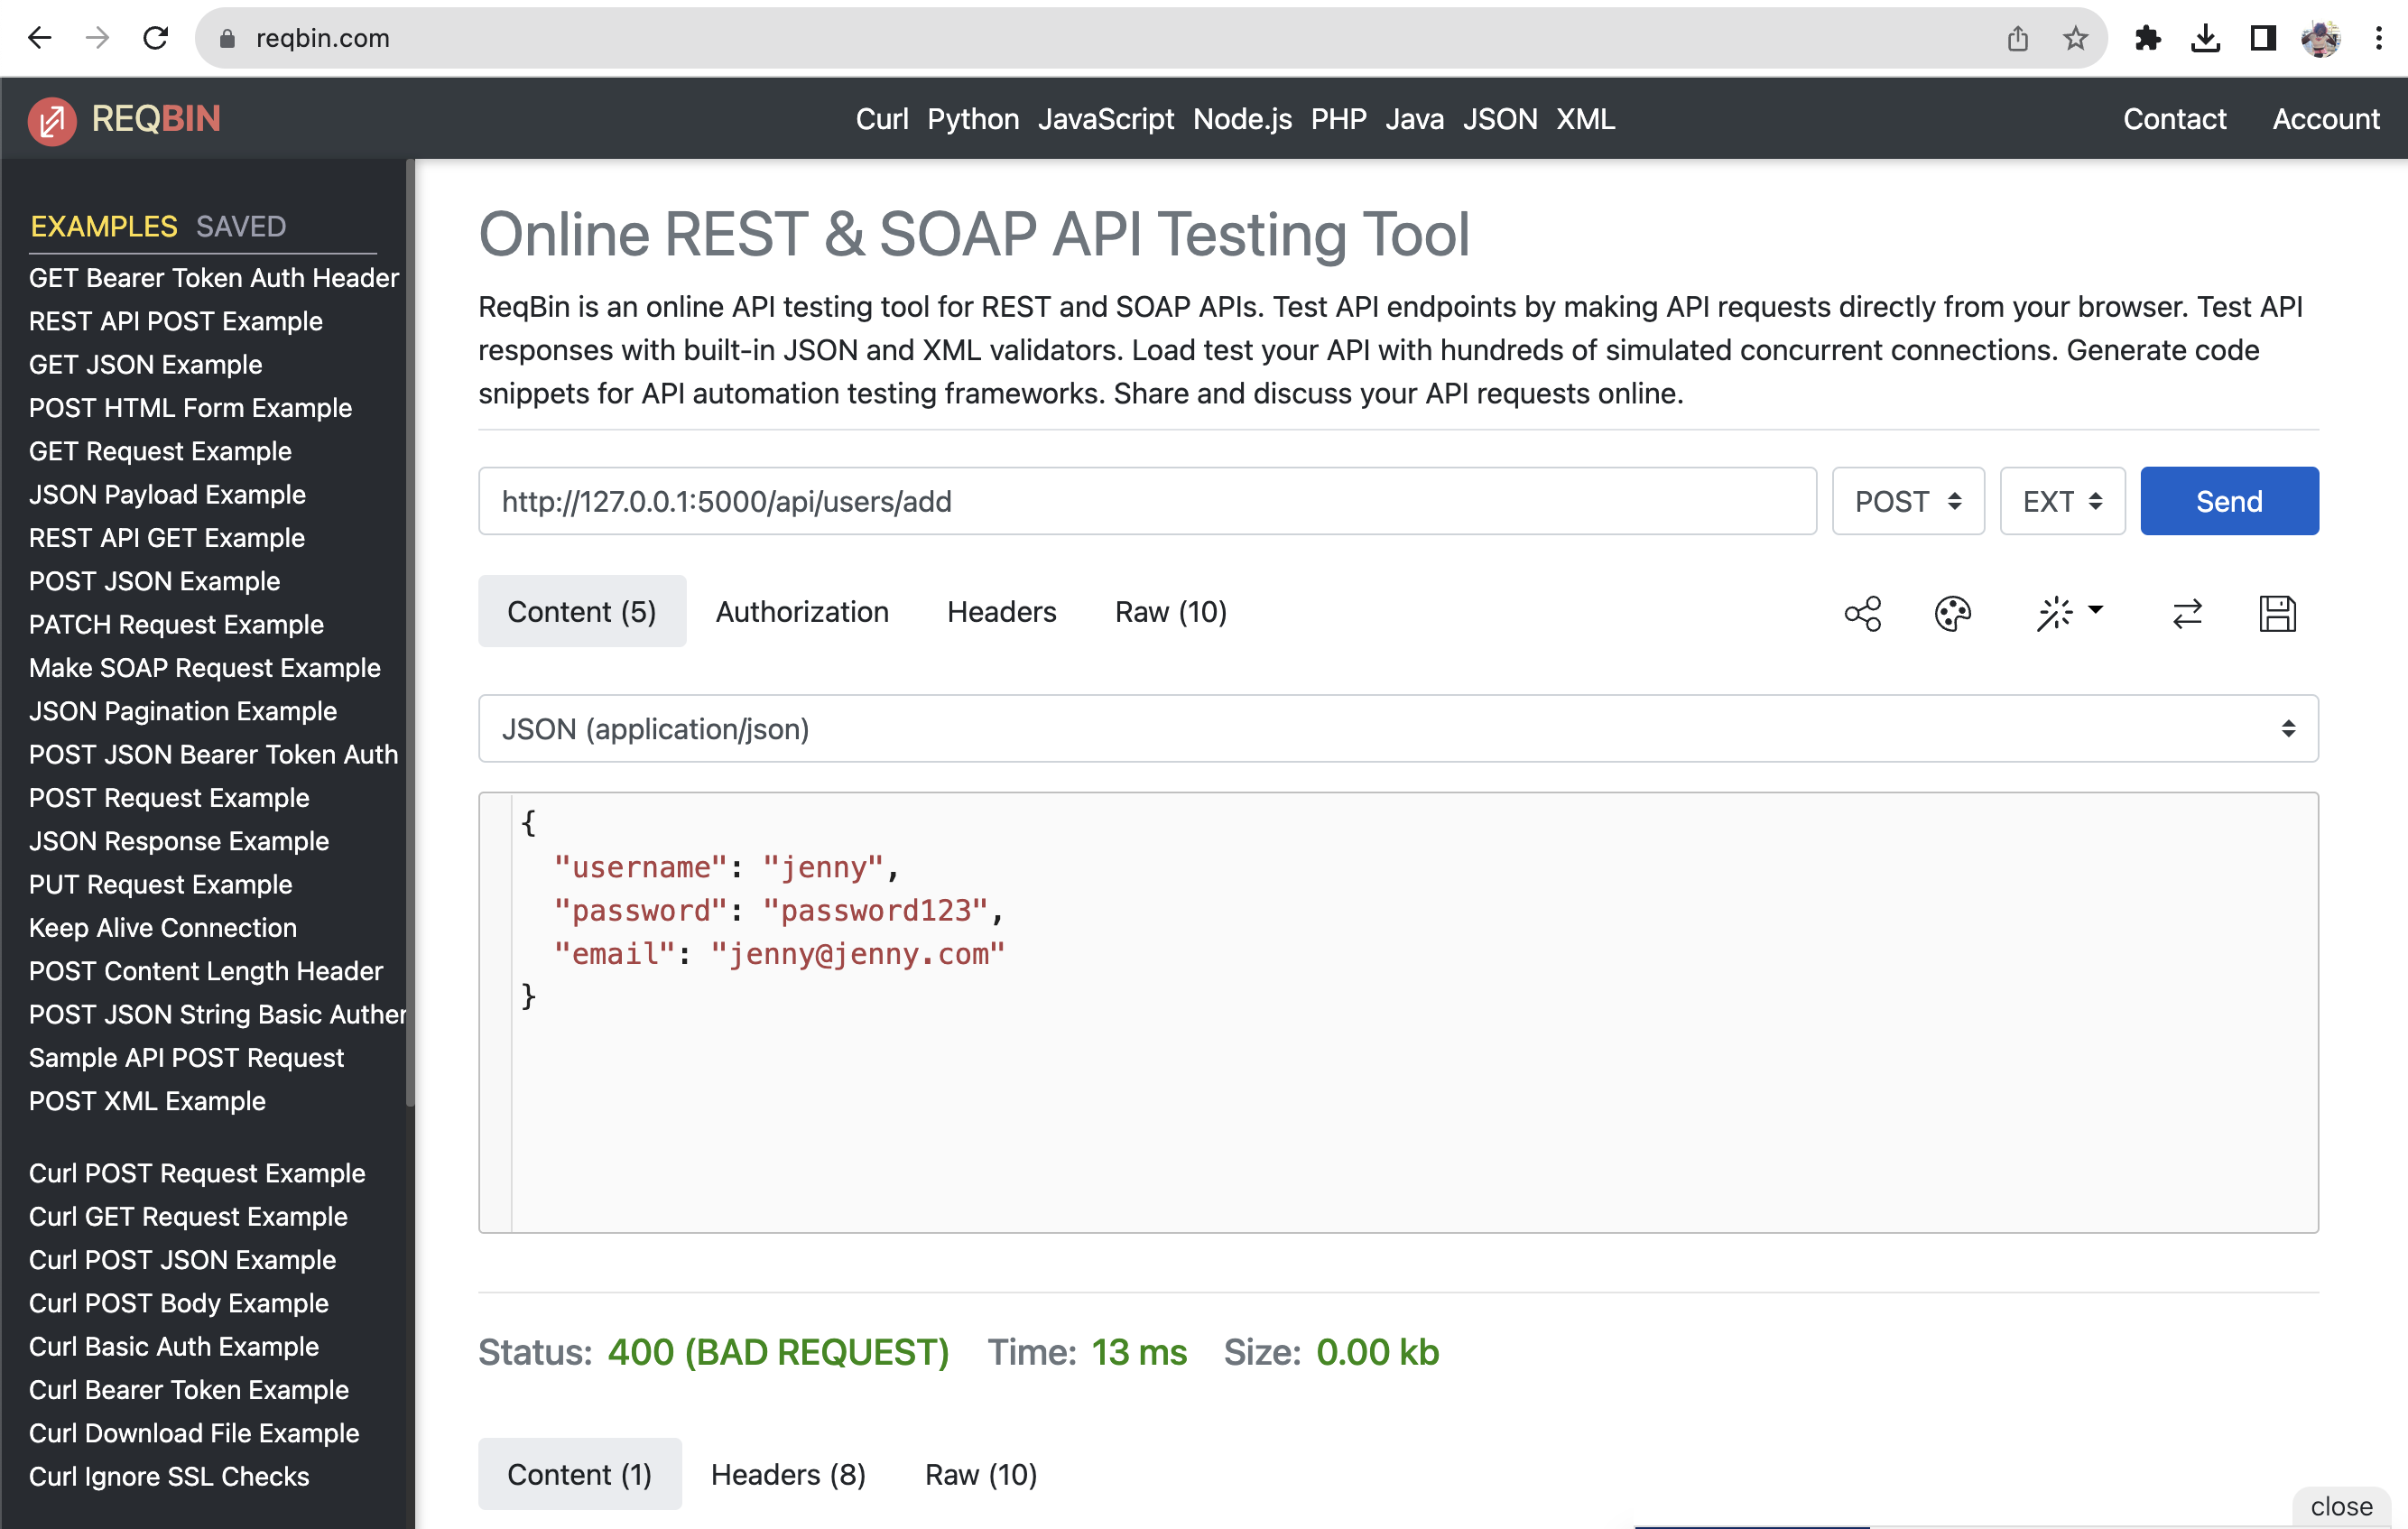 reqbin.com
REQBIN
Curl Python JavaScript Node.js PHP Java JSON XML
Contact Account
EXAMPLES SAVED
GET Bearer Token Auth Header
REST API POST Example
GET JSON Example
POST HTML Form Example
GET Request Example
JSON Payload Example
REST API GET Example
POST JSON Example
PATCH Request Example
Make SOAP Request Example
JSON Pagination Example
POST JSON Bearer Token Auth
POST Request Example
JSON Response Example
PUT Request Example
Keep Alive Connection
POST Content Length Header
POST JSON String Basic Auther
Sample API POST Request
POST XML Example
Curl POST Request Example
Curl GET Request Example
Curl POST JSON Example
Curl POST Body Example
Curl Basic Auth Example
Curl Bearer Token Example
Curl Download File Example
Curl Ignore SSL Checks
Online REST & SOAP API Testing Tool
ReqBin is an online API testing tool for REST and SOAP APIs. Test API endpoints by making API requests directly from your browser. Test API
responses with built-in JSON and XML validators. Load test your API with hundreds of simulated concurrent connections. Generate code
snippets for API automation testing frameworks. Share and discuss your API requests online.
http://127.0.0.1:5000/api/users/add POST EXT Send
Content (5) Authorization Headers Raw (10)
JSON (application/json)
{
"username": "jenny",
"password": "password123",
"email": "jenny@jenny.com"
}
Status: 400 (BAD REQUEST) Time: 13 ms Size: 0.00 kb
Content (1) Headers (8) Raw (10)
close